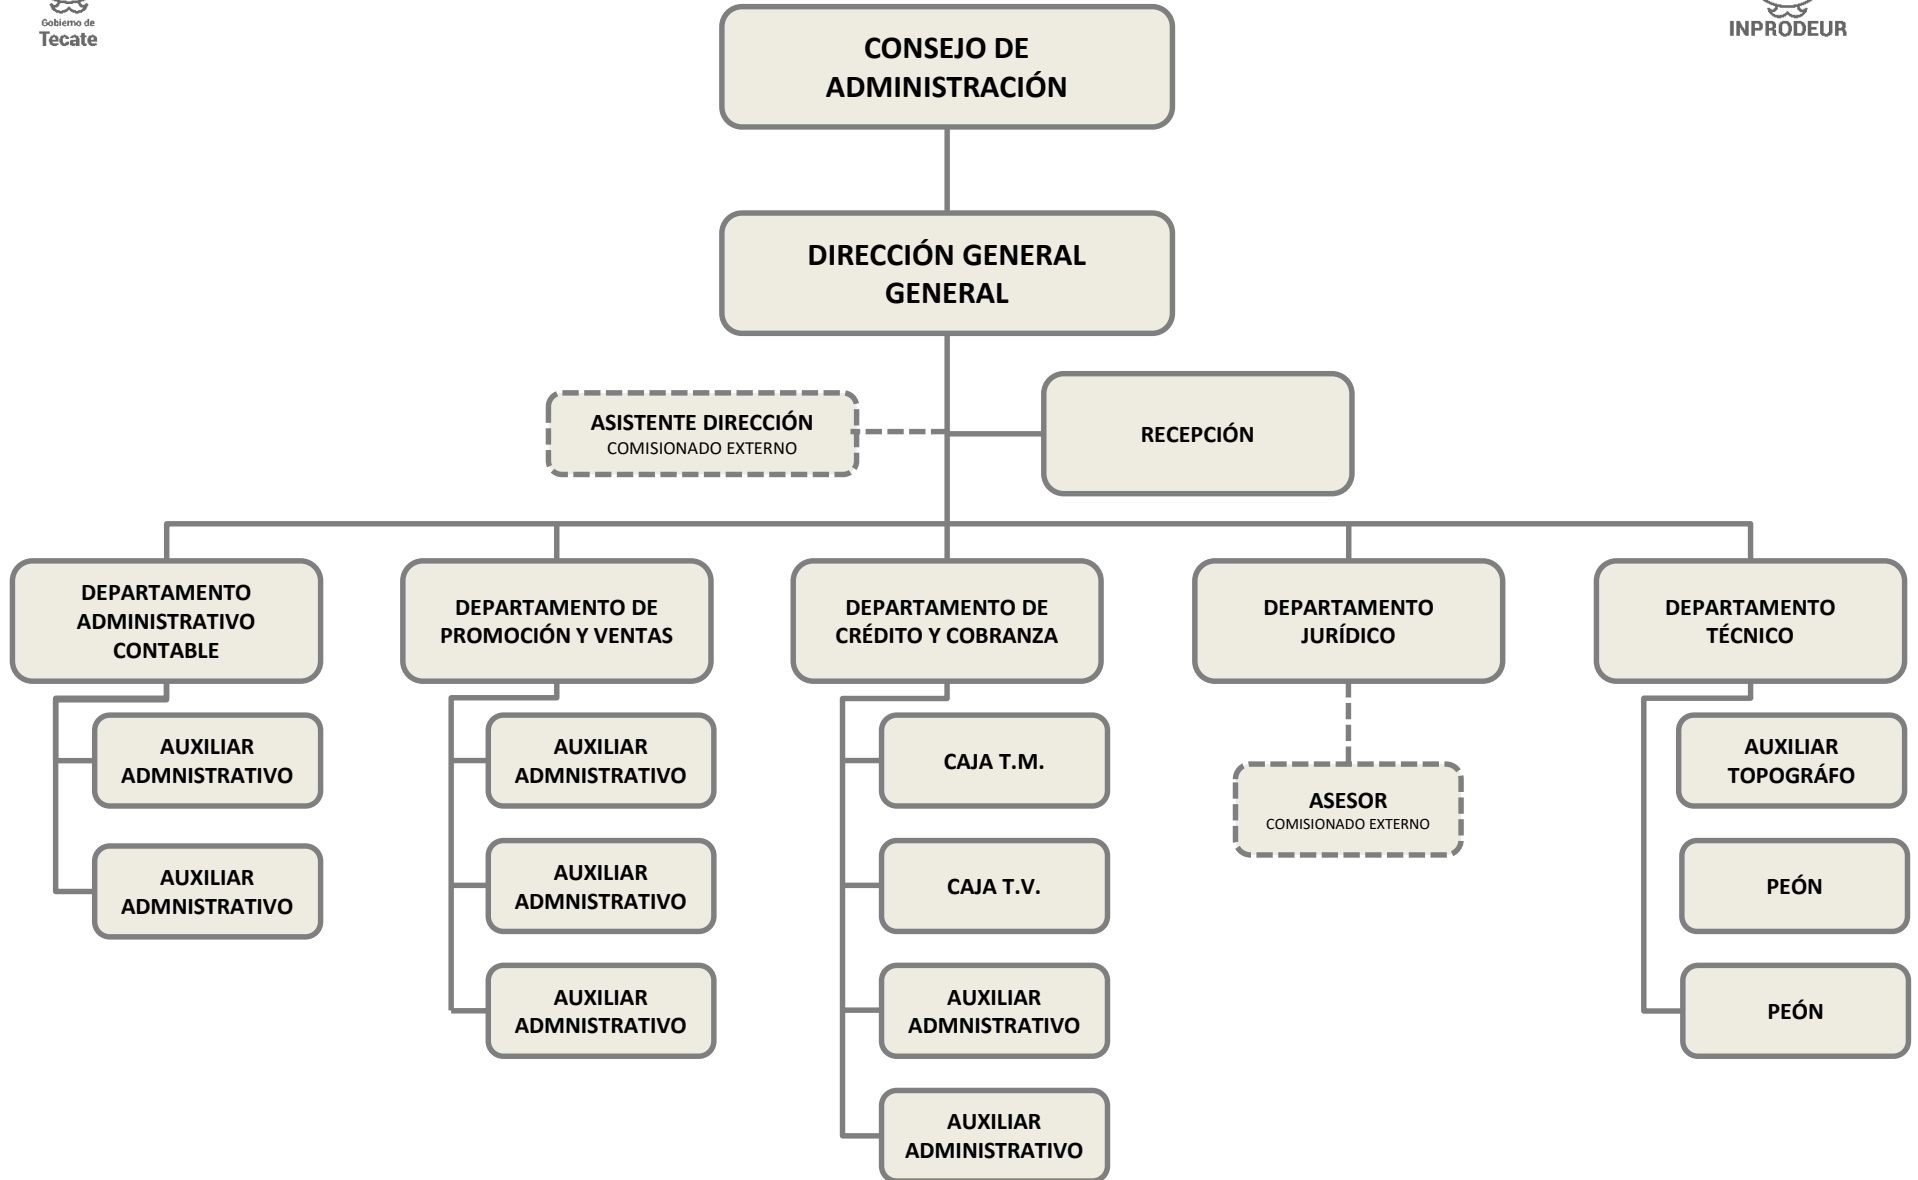 Gobierno de
Tecate
INPRODEUR
CONSEJO DE
ADMINISTRACIÓN
DIRECCIÓN GENERAL
GENERAL
ASISTENTE DIRECCIÓN
COMISIONADO EXTERNO
RECEPCIÓN
DEPARTAMENTO
ADMINISTRATIVO
CONTABLE
DEPARTAMENTO DE
PROMOCIÓN Y VENTAS
DEPARTAMENTO DE
CRÉDITO Y COBRANZA
DEPARTAMENTO
JURÍDICO
DEPARTAMENTO
TÉCNICO
AUXILIAR
ADMNISTRATIVO
AUXILIAR
ADMNISTRATIVO
AUXILIAR
ADMNISTRATIVO
AUXILIAR
ADMNISTRATIVO
AUXILIAR
ADMNISTRATIVO
CAJA T.M.
CAJA T.V.
AUXILIAR
ADMNISTRATIVO
AUXILIAR
ADMINISTRATIVO
ASESOR
COMISIONADO EXTERNO
AUXILIAR
TOPOGRÁFO
PEÓN
PEÓN